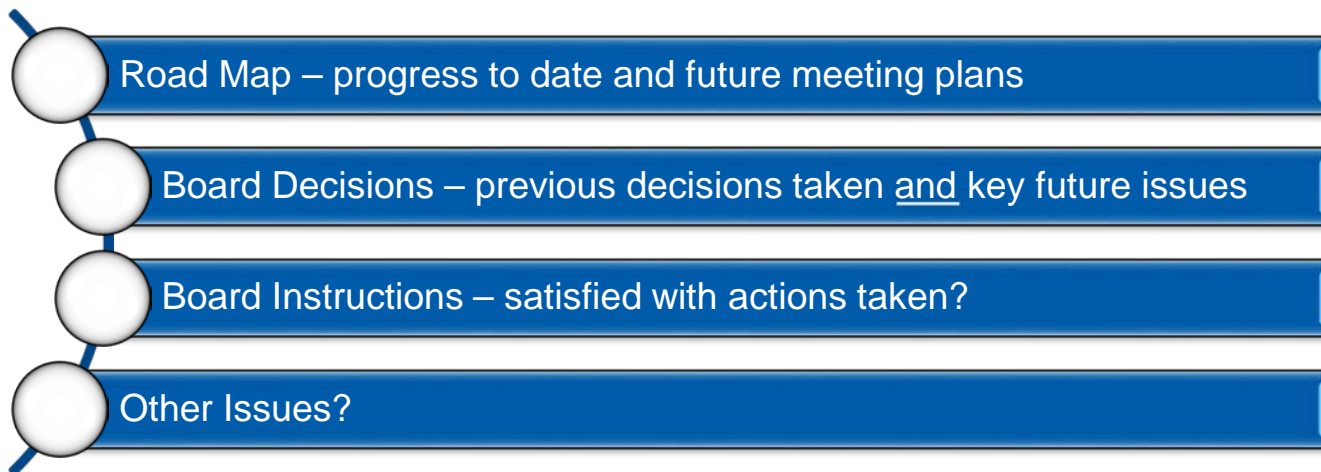 Road Map – progress to date and future meeting plans
Board Decisions – previous decisions taken and key future issues
Board Instructions – satisfied with actions taken?
Other Issues?